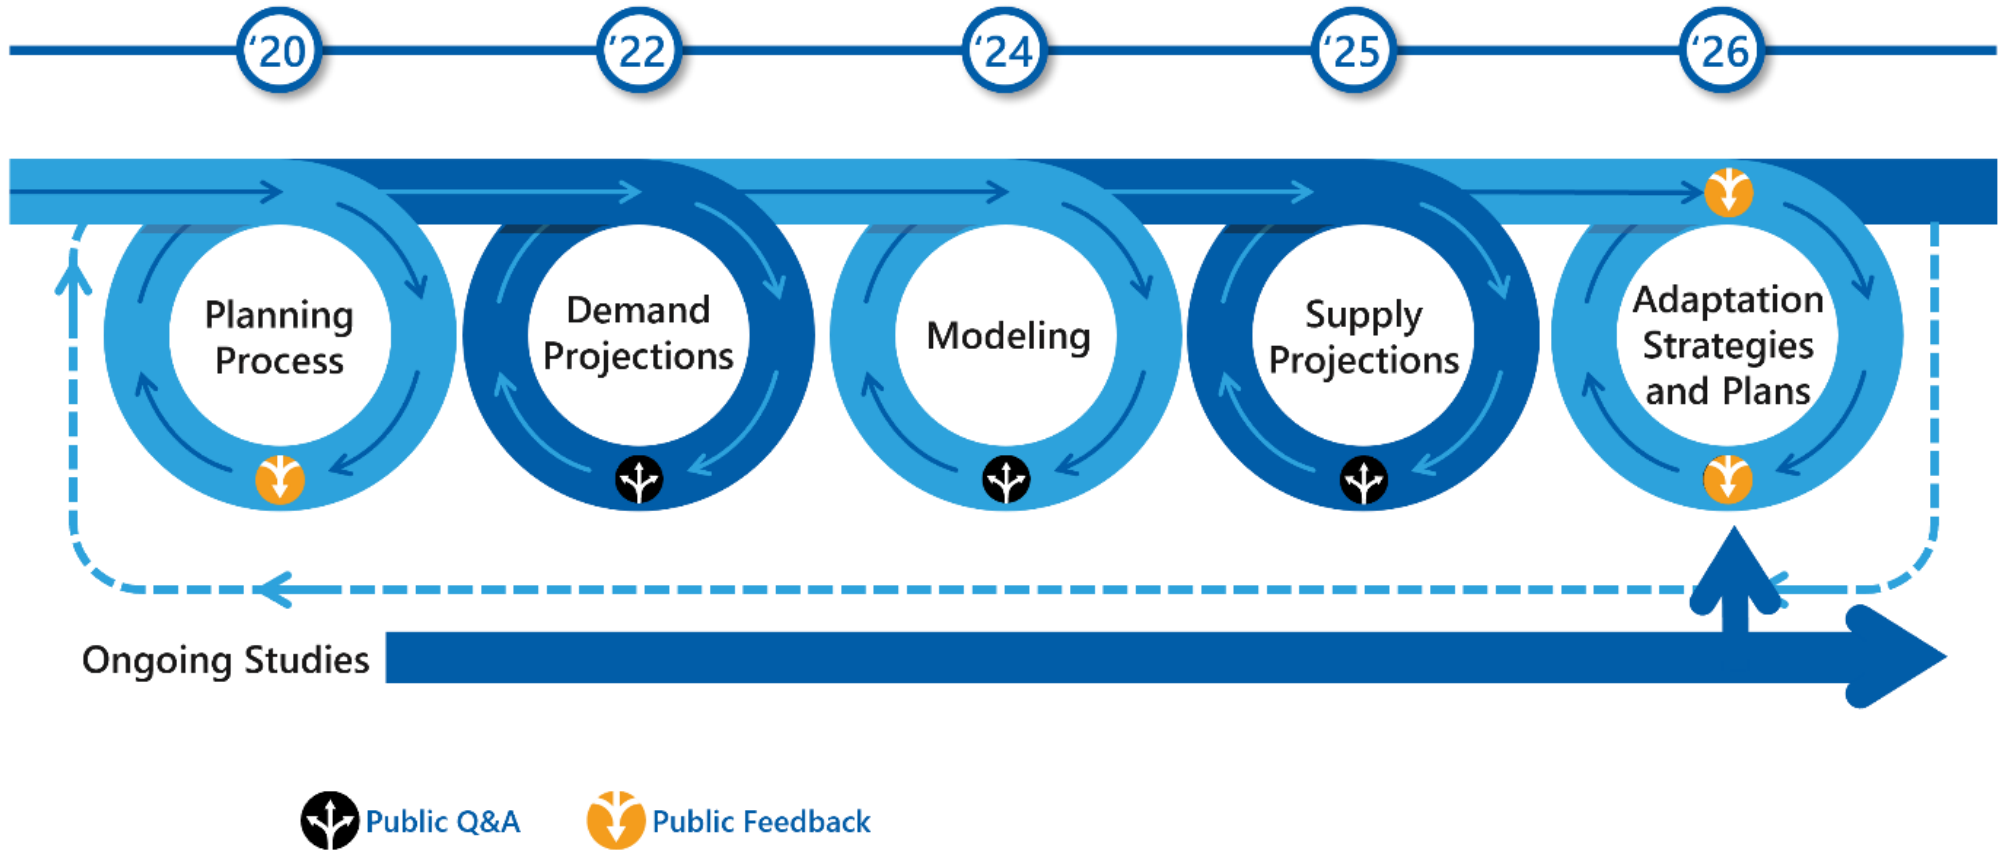 ‘20
‘22
‘24
‘25
‘26
Planning
Process
Demand
Projections
Modeling
Supply
Projections
Adaptation
Strategies
and Plans
Ongoing Studies
Public Q&A
Public Feedback